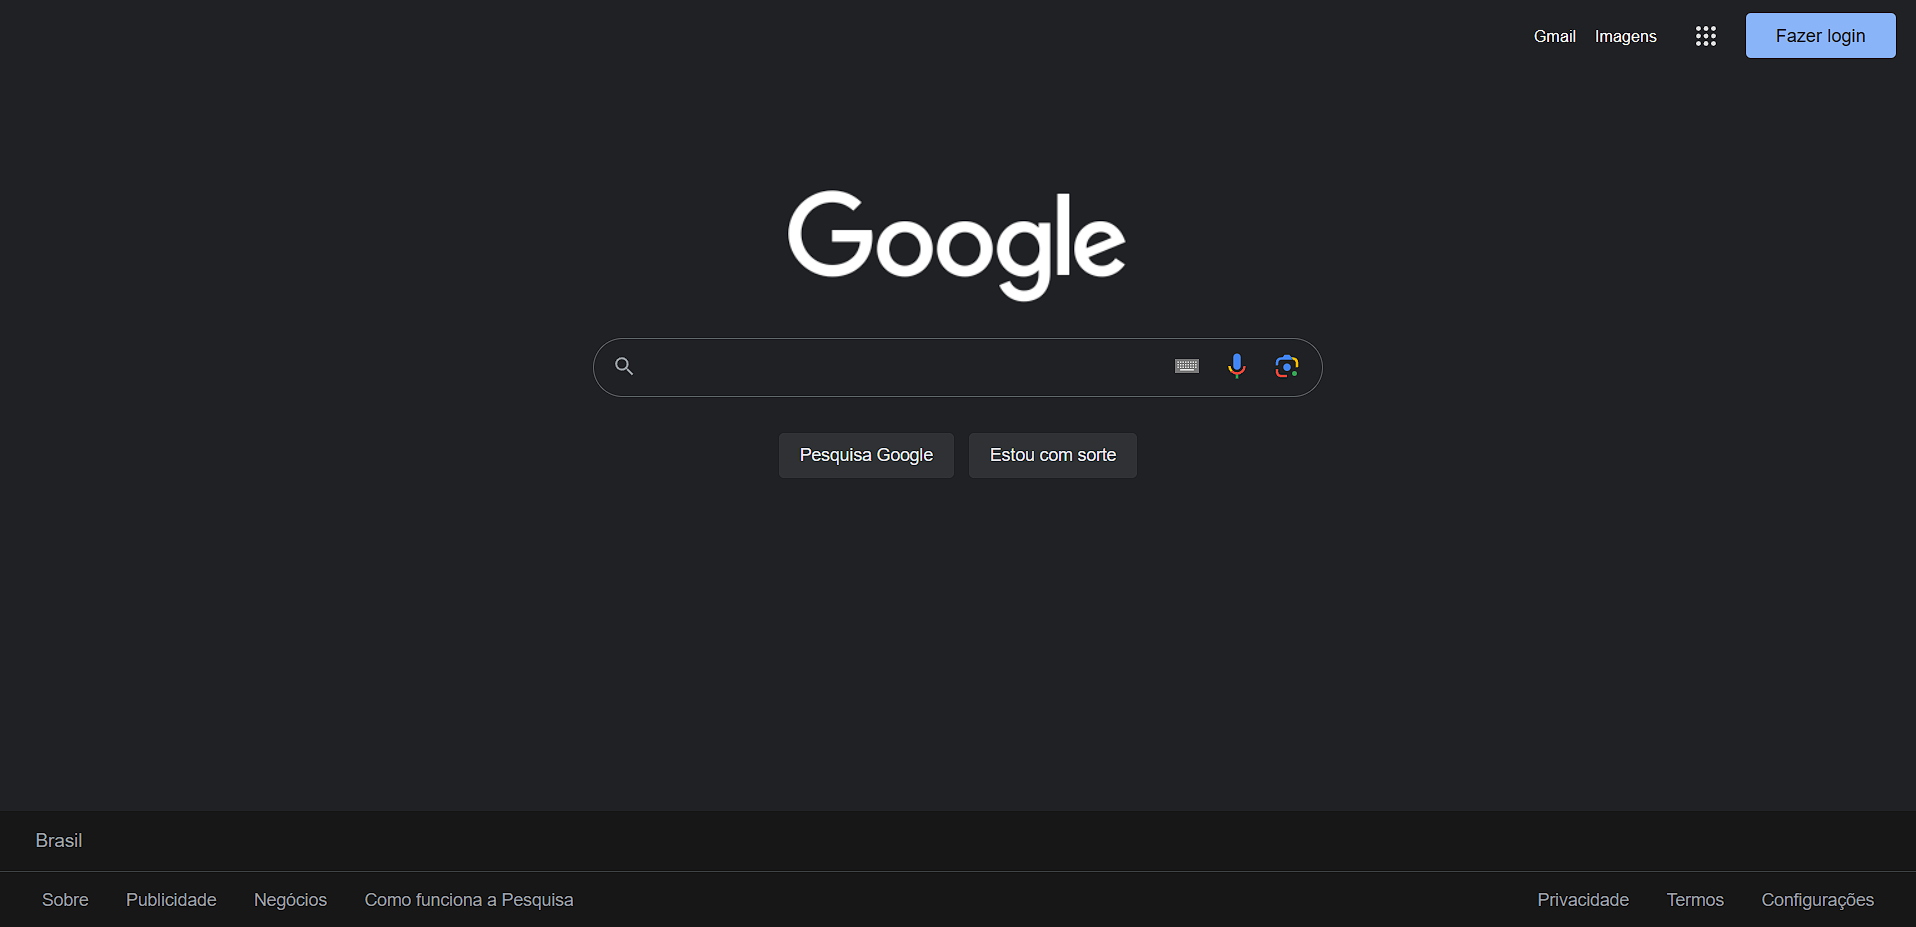 Gmail Imagens Fazer login
Google
Pesquisa Google Estou com sorte
Brasil
Sobre Publicidade Negócios Como funciona a Pesquisa Privacidade Termos Configurações